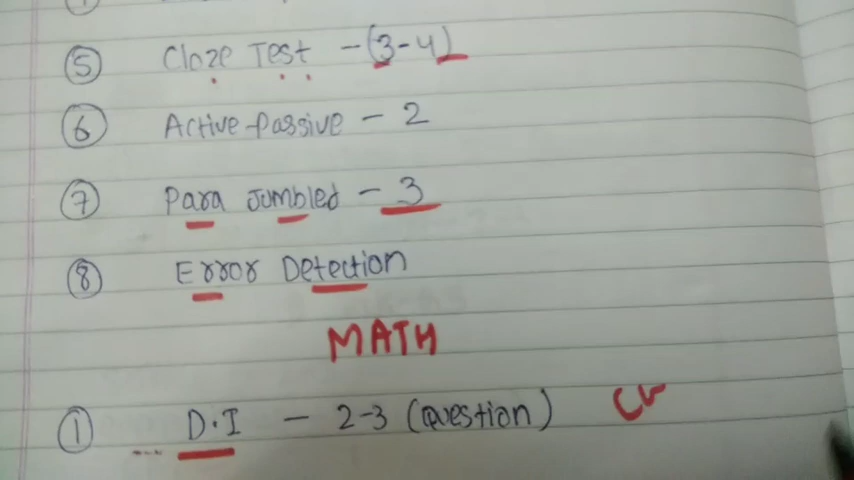 ⑤ Cloze Test - (3-4)
⑥ Active-Passive - 2
⑦ Para Jumbled - 3
⑧ Error Detection
MATH
① D.I - 2-3 (Question)